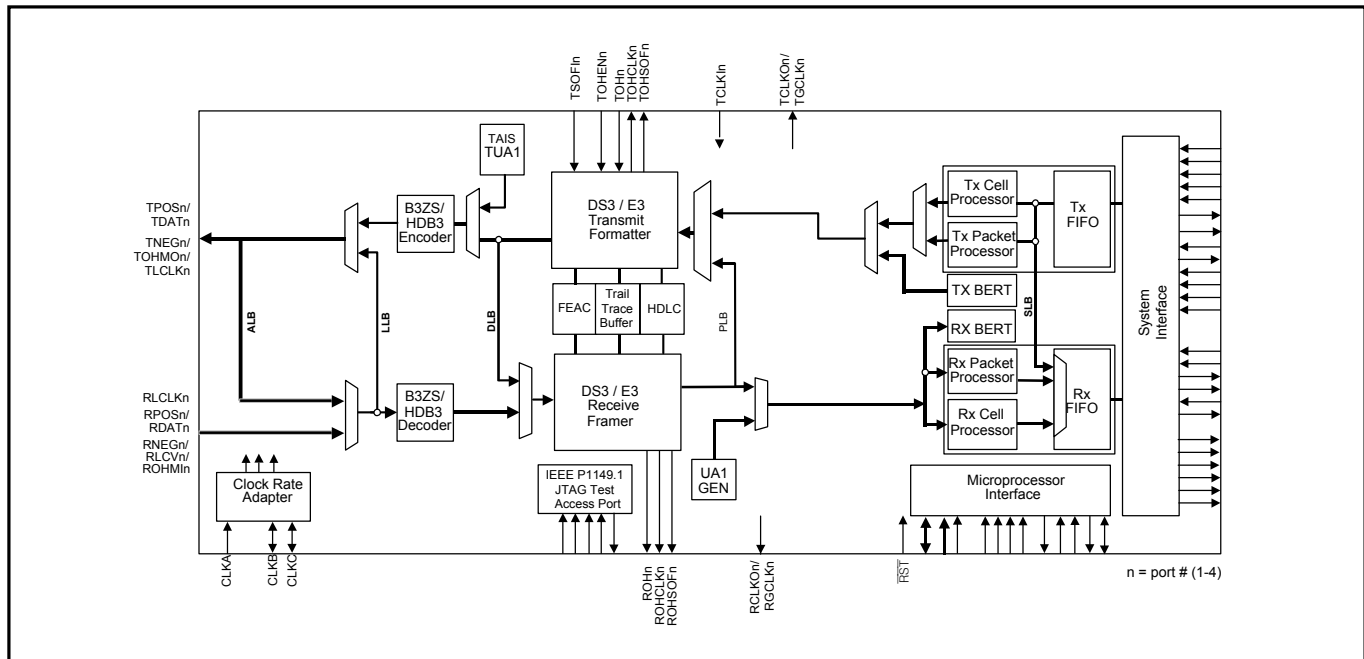 TSOFIn
TOHENn
TOHn
TOHCLKn
TOHSOFn
TCLKIn
TCLKOn/
TGCLKn
TAIS
TUA1
TPOSn/
TDATn
TNEGn/
TOHMOn/
TLCLKn
B3ZS/
HDB3
Encoder
DS3 / E3
Transmit
Formatter
Tx Cell
Processor
Tx Packet
Processor
Tx
FIFO
TX BERT
RX BERT
FEAC
Trail
Trace
Buffer
HDLC
ALB
LLB
DLB
PLB
SLB
System
Interface
RLCLKn
RPOSn/
RDATn
RNEGn/
RLCVn/
ROHMIn
B3ZS/
HDB3
Decoder
DS3 / E3
Receive
Framer
Rx Packet
Processor
Rx Cell
Processor
Rx
FIFO
UA1
GEN
Clock Rate
Adapter
IEEE P1149.1
JTAG Test
Access Port
Microprocessor
Interface
CLKA
CLKB
CLKC
ROHn
ROHCLKn
ROHSOFn
RCLKOn/
RGCLKn
RST
n = port # (1-4)